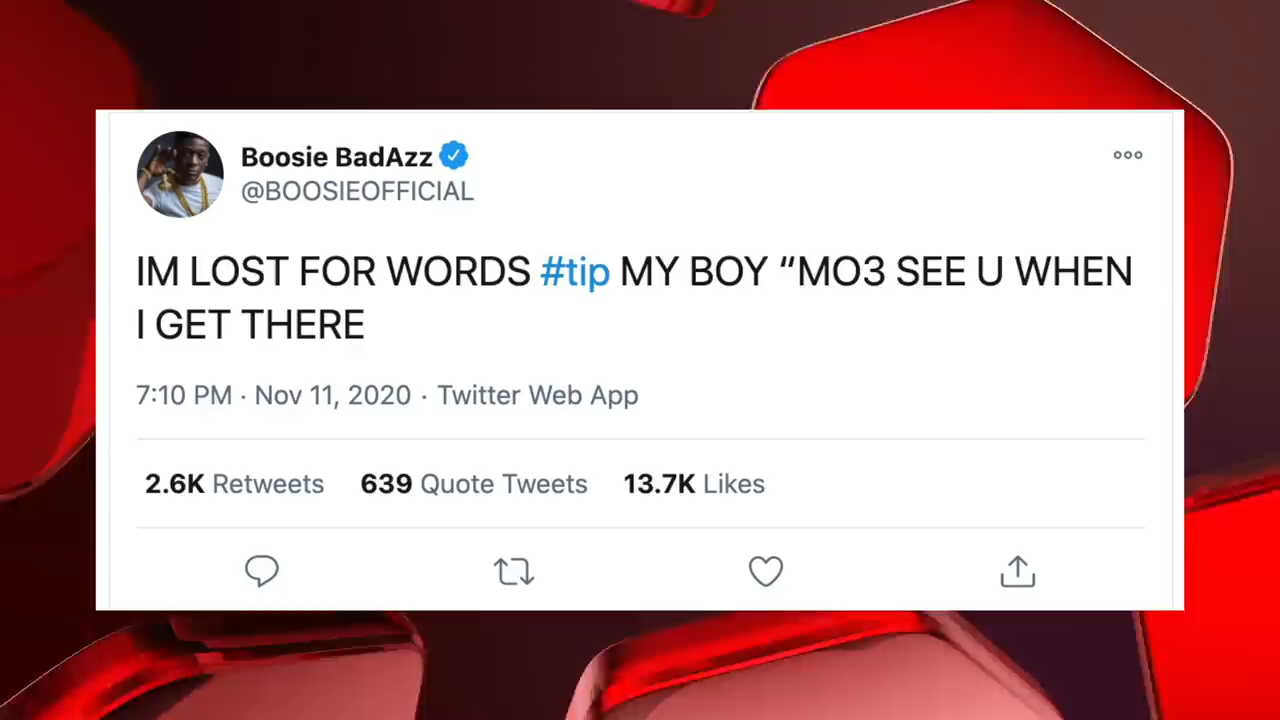 Boosie BadAzz
@BOOSIEOFFICIAL
IM LOST FOR WORDS #tip MY BOY “MO3 SEE U WHEN
I GET THERE
7:10 PM · Nov 11, 2020 · Twitter Web App
2.6K Retweets 639 Quote Tweets 13.7K Likes